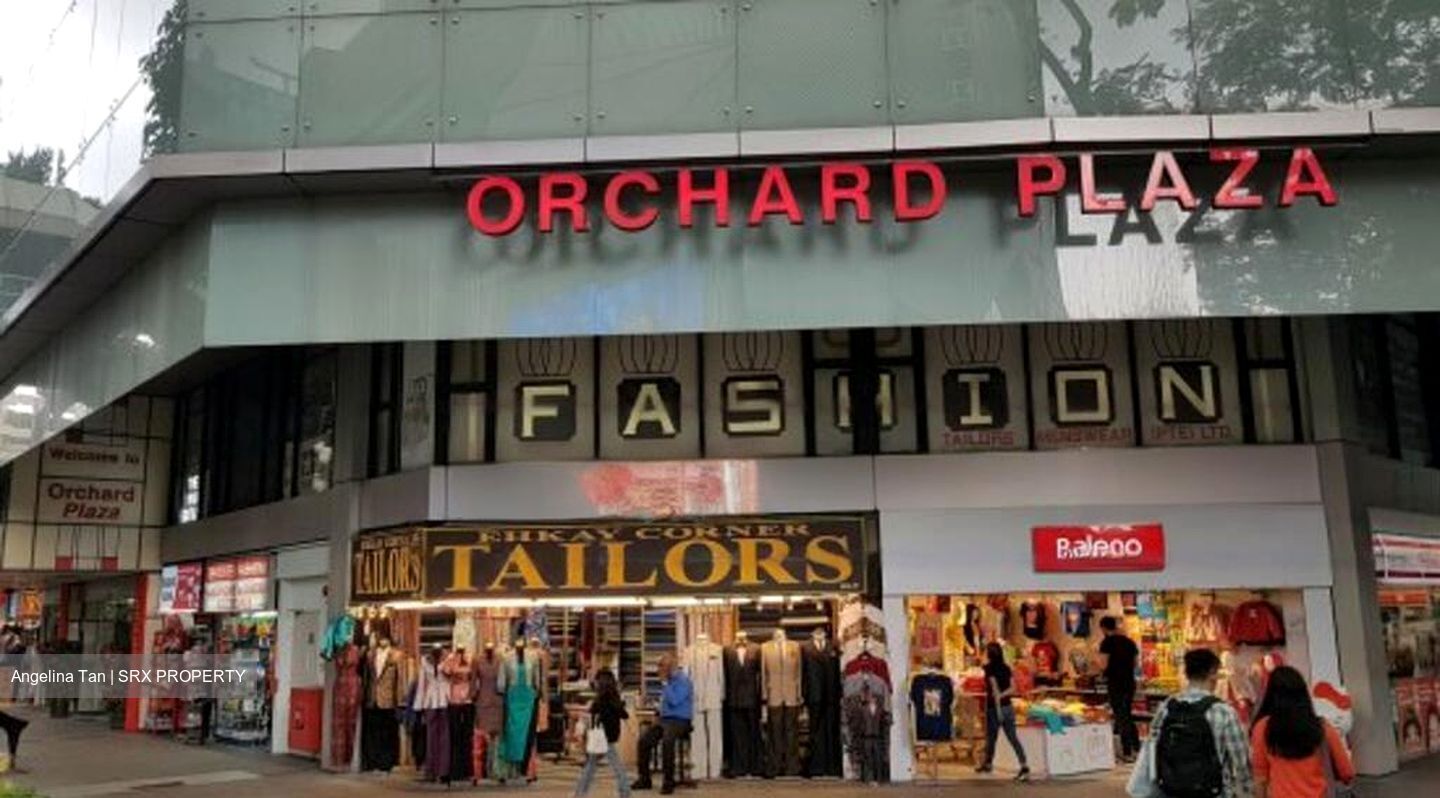 ORCHARD PLAZA
FASHION
TAILORS MENSWEAR (PTE) LTD.
Welcome to
Orchard
Plaza
EHKAY CORNER
TAILORS
TAILORS
Baleno
Angelina Tan | SRX PROPERTY